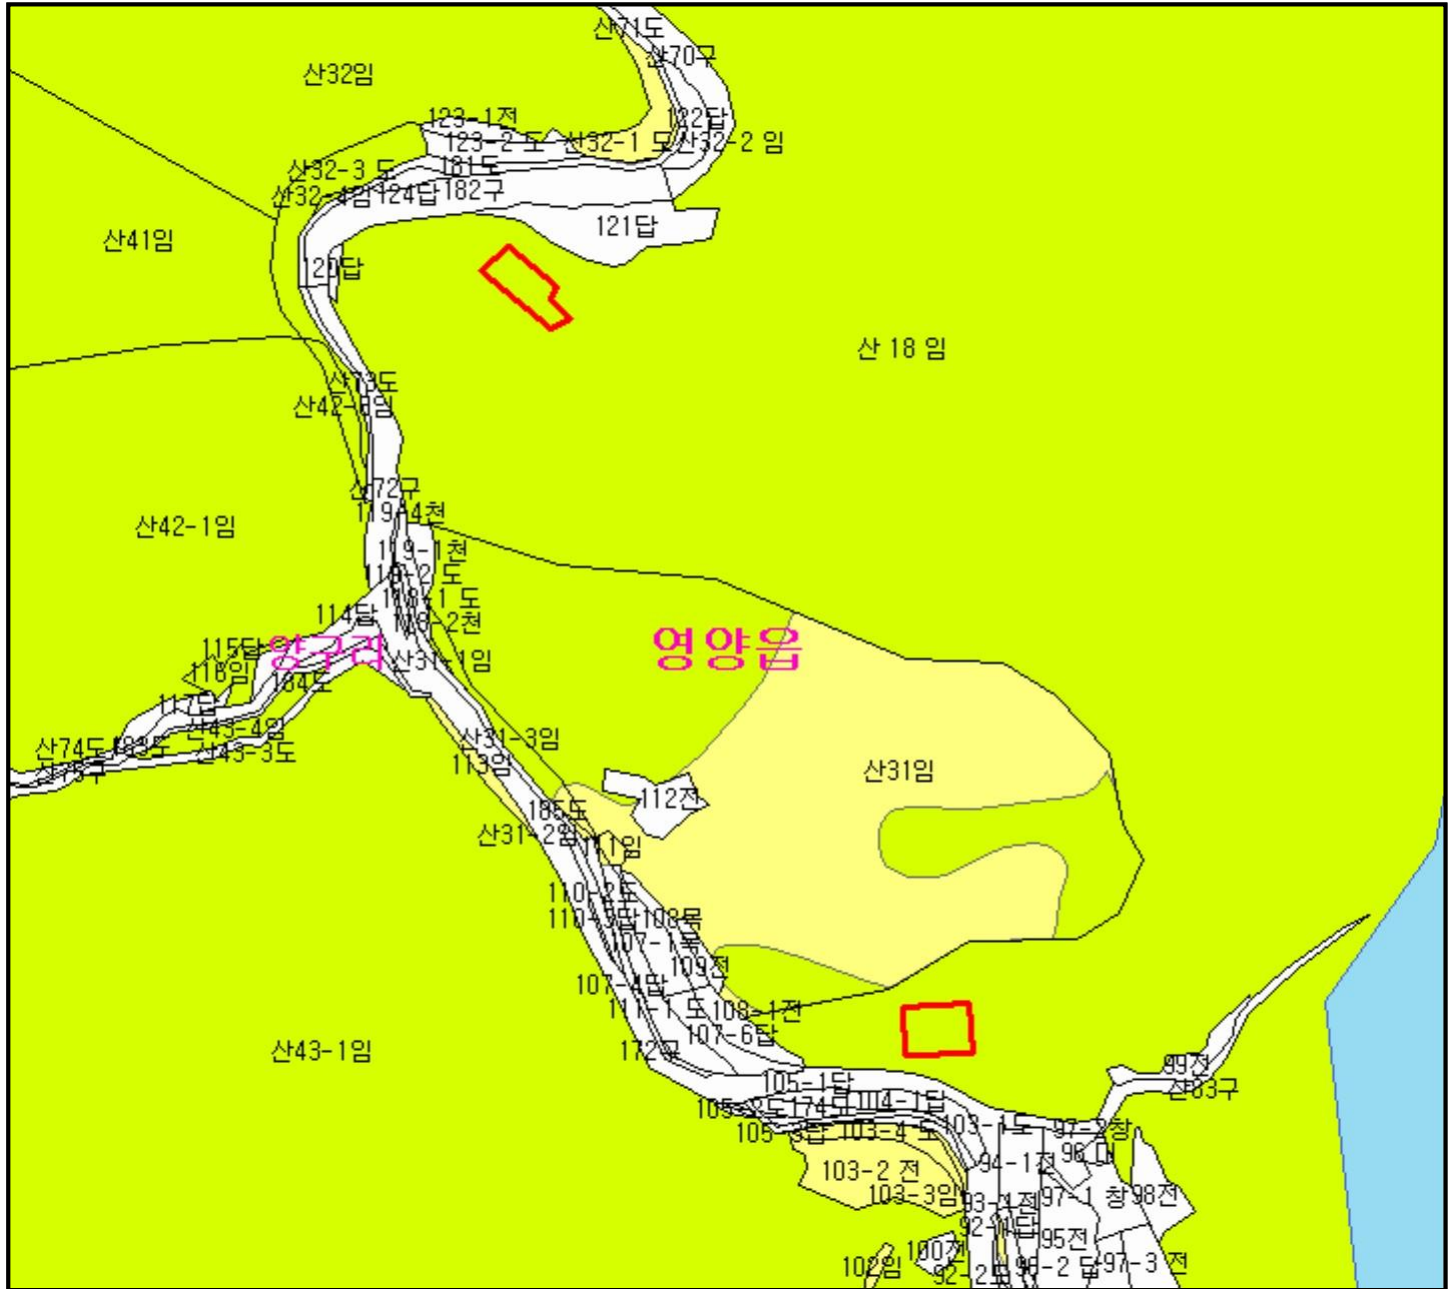 산71도
산70구
산32임
123-1전
122답
123-2 도
산32-1 도
산32-2 임
181도
산32-3 도
산32-4임
124답
182구
121답
산41임
120답
산 18 임
산73도
산72구
119-4천
산42-1임
119-1천
119-2 도
118-1 도
118-2천
114답
영양읍
115답
양구리
산31-1임
116임
184도
117답
산43-4임
산31-3임
산74도
183도
산43-3도
113임
산31임
112전
185도
산31-2임
111임
110-2도
110-3답
108목
107-1목
109전
107-4답
111-1 도
108-1전
107-6답
산43-1임
172구
99전
105-1답
산83구
174도
104-1답
105-2도
103-1도
97-2창
105-3답
103-4 도
96대
94-1전
103-2 전
103-3임
93-1전
97-1 창
98전
92-1답
95전
100전
97-3 전
102임
92-2도